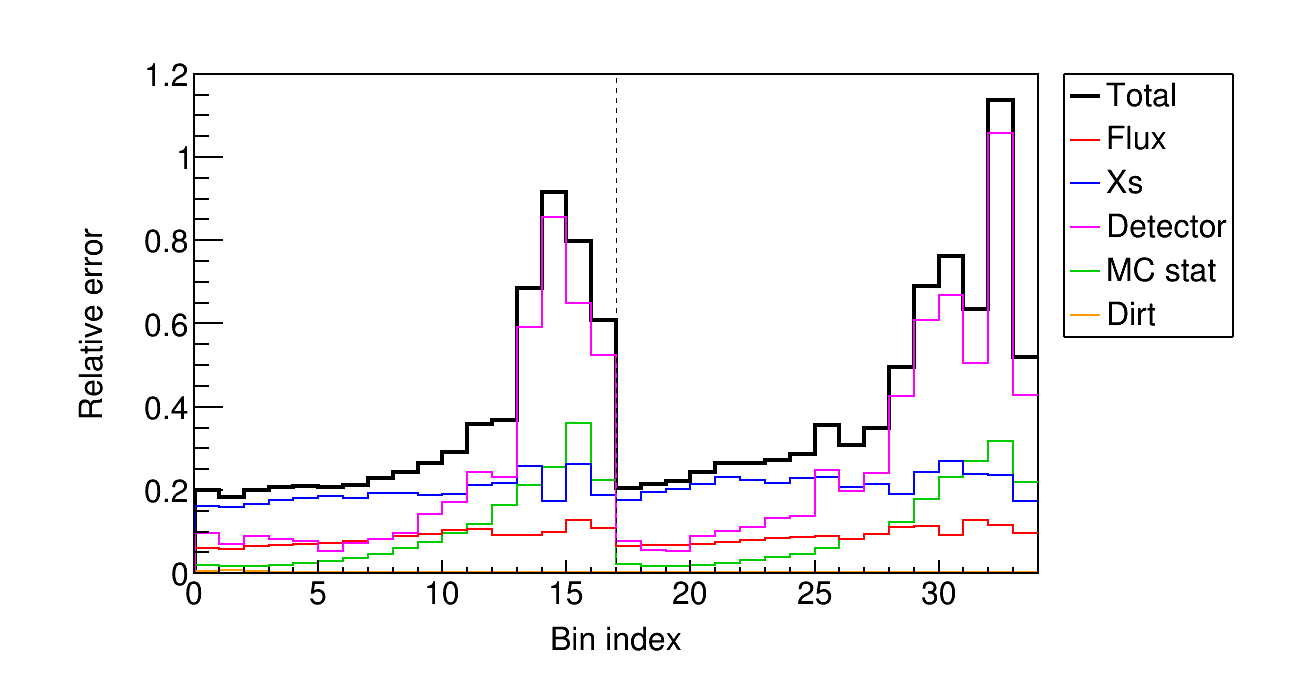 1.2
1
0.8
0.6
0.4
0.2
0
0 5 10 15 20 25 30
Relative error
Bin index
Total
Flux
Xs
Detector
MC stat
Dirt